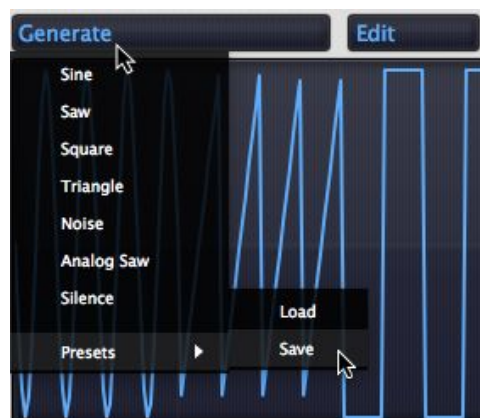 Generate Edit
Sine
Saw
Square
Triangle
Noise
Analog Saw
Silence
Load
Presets Save